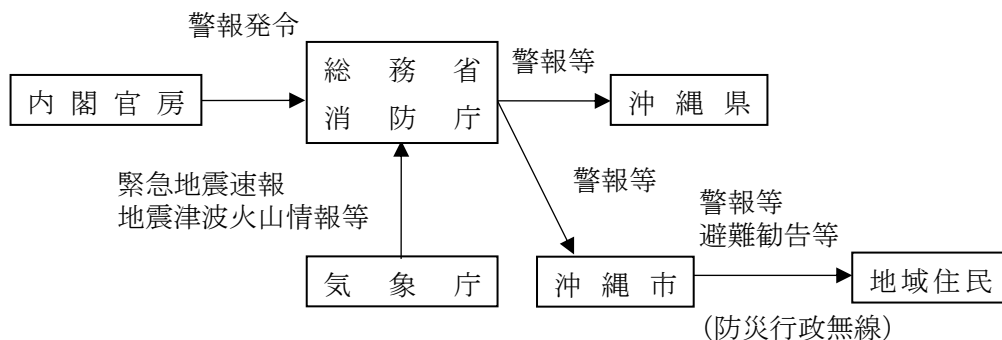 警報発令
内閣官房
総務省
消防庁
警報等
沖縄県
緊急地震速報
地震津波火山情報等
警報等
警報等
避難勧告等
気象庁
沖縄市
地域住民
（防災行政無線）